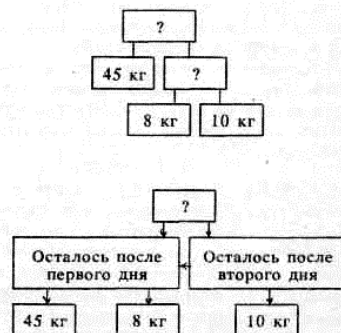 ?
45 кг ?
8 кг 10 кг
?
Осталось после Осталось после
первого дня второго дня
45 кг 8 кг 10 кг